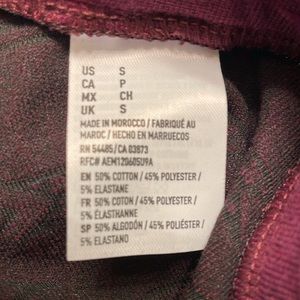 US S
CA P
MX CH
UK S
MADE IN MOROCCO / FABRIQUÉ AU
MAROC / HECHO EN MARRUECOS
RN 54485/CA 03873
RFC# AEM120605U9A
EN 50% COTTON / 45% POLYESTER /
5% ELASTANE
FR 50% COTON / 45% POLYESTER /
5% ÉLASTHANNE
SP 50% ALGODÓN / 45% POLIÉSTER /
5% ELASTANO